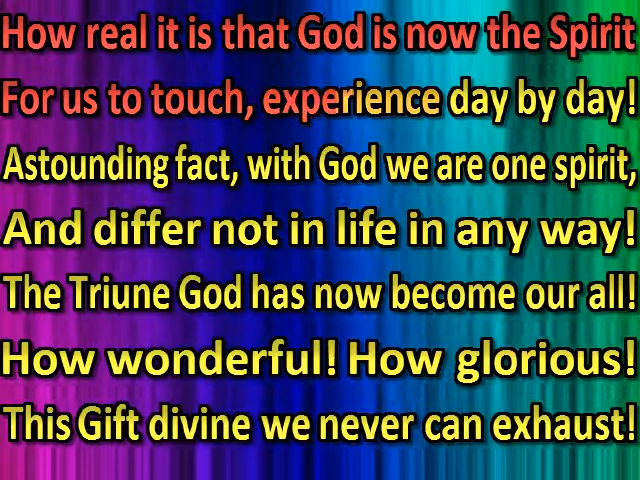 How real it is that God is now the Spirit
For us to touch, experience day by day!
Astounding fact, with God we are one spirit,
And differ not in life in any way!
The Triune God has now become our all!
How wonderful! How glorious!
This Gift divine we never can exhaust!